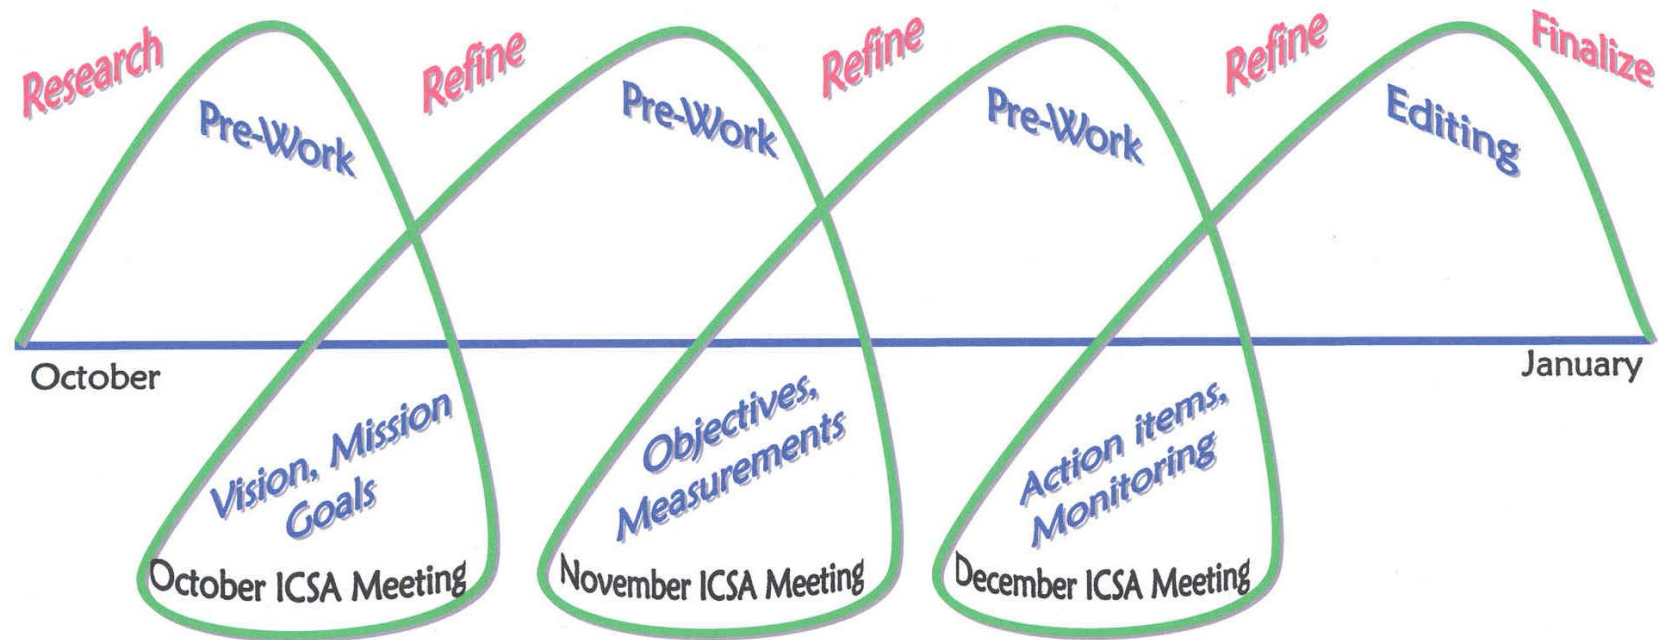 Research
Refine
Refine
Refine
Finalize
Pre-Work
Pre-Work
Pre-Work
Editing
October
January
Vision, Mission
Goals
October ICSA Meeting
Objectives,
Measurements
November ICSA Meeting
Action items,
Monitoring
December ICSA Meeting